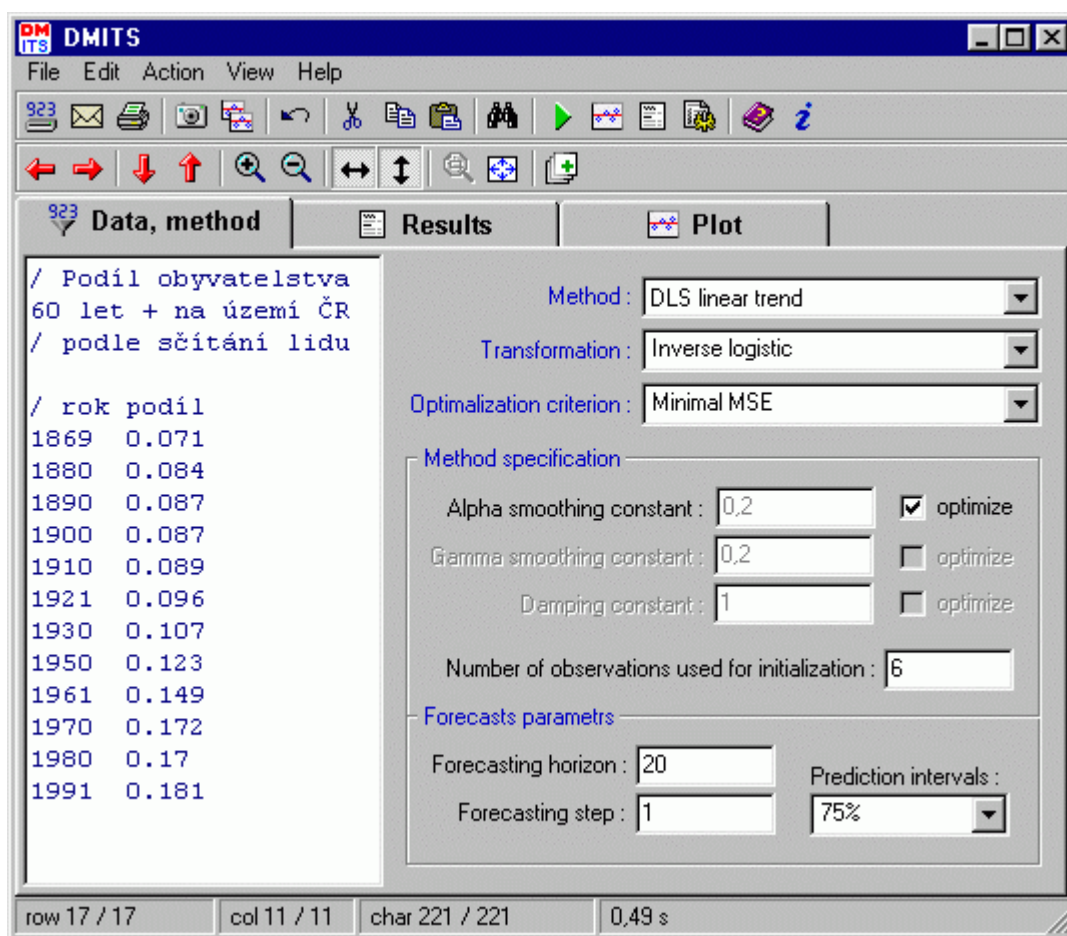 DM
ITS
DMITS
File Edit Action View Help
923
923
Data, method
Results
Plot
/ Podíl obyvatelstva
60 let + na území ČR
/ podle sčítání lidu
/ rok podíl
1869 0.071
1880 0.084
1890 0.087
1900 0.087
1910 0.089
1921 0.096
1930 0.107
1950 0.123
1961 0.149
1970 0.172
1980 0.17
1991 0.181
Method : DLS linear trend
Transformation : Inverse logistic
Optimalization criterion : Minimal MSE
Method specification
Alpha smoothing constant : 0,2 optimize
Gamma smoothing constant : 0,2 optimize
Damping constant : 1 optimize
Number of observations used for initialization : 6
Forecasts parametrs
Forecasting horizon : 20
Prediction intervals :
Forecasting step : 1
75%
row 17 / 17 col 11 / 11 char 221 / 221 0,49 s